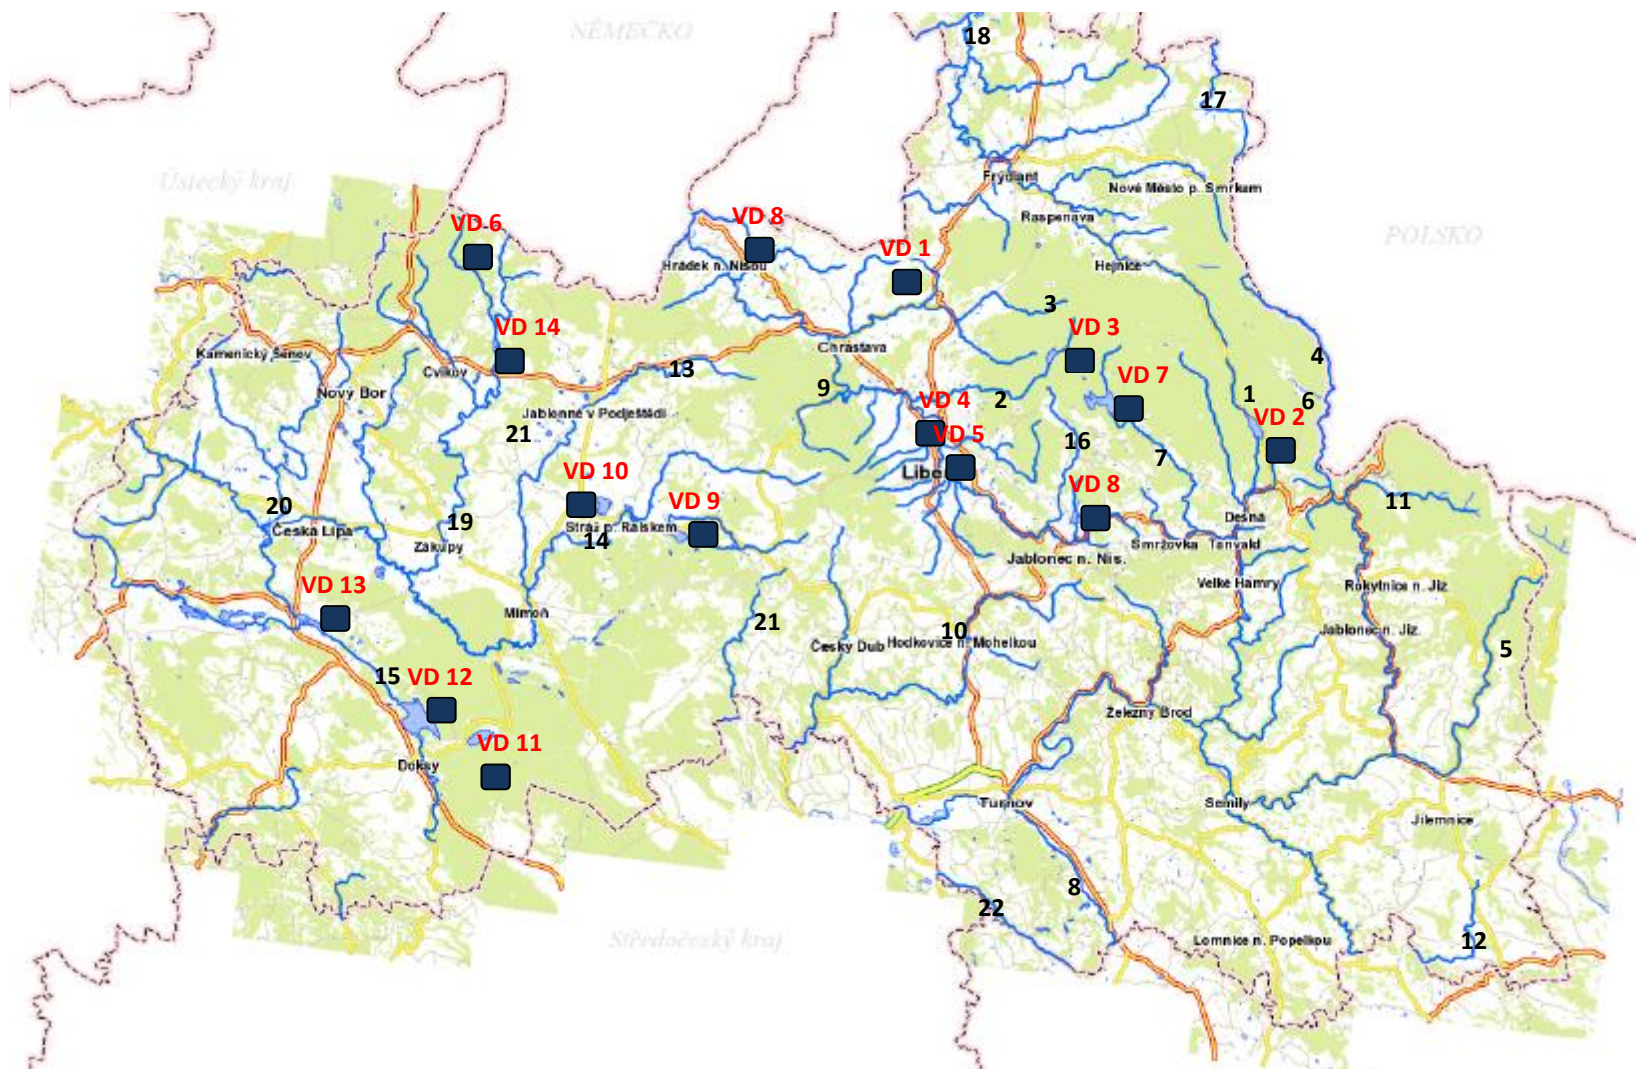 18
NĚMECKO
17
Frýdlant
Ústecký kraj
Nové Město p. Smrkem
VD 6
VD 8
Raspenava
POLSKO
VD 1
Hrádek n. Nisou
Hejnice
3
VD 14
VD 3
Kamenický Šenov
Chrastava
4
Cvikov
13
VD 7
Nový Bor
9
2
1
6
VD 4
Jablonné v Podještědí
VD 2
21
VD 5
16
7
VD 10
Libe
20
VD 9
VD 8
11
Česká Lípa
19
Stráž p. Ralskem
Desná
Zákupy
14
Smržovka
Tanvald
Jablonec n. Nis.
VD 13
Velké Hamry
Rokytnice n. Jiz
Mimoň
21
10
Jablonec n. Jiz.
Český Dub
Hodkovice n. Mohelkou
5
15
VD 12
Železný Brod
VD 11
Doksy
Turnov
Semily
Jilemnice
8
22
Středočeský kraj
Lomnice n. Popelkou
12